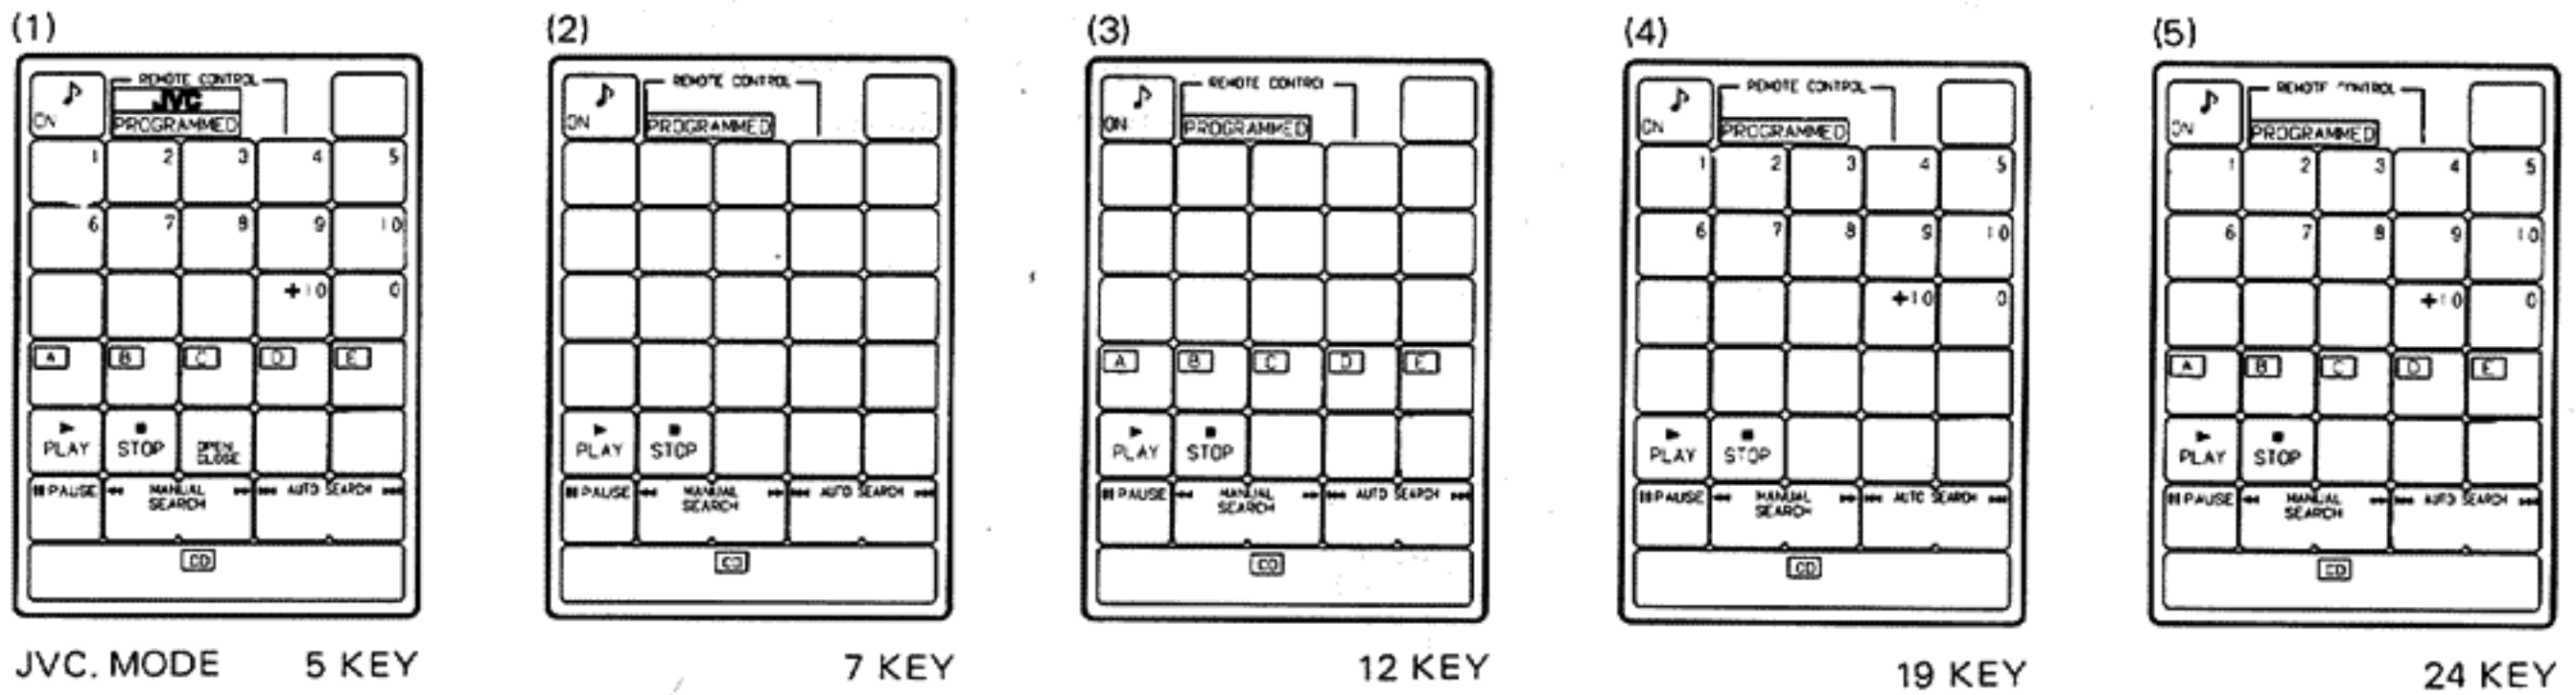 (1)
♪ REMOTE CONTROL
JVC
ON PROGRAMMED
1 2 3 4 5
6 7 8 9 10
+10 0
A B C D E
▶ ■
PLAY STOP OPEN
CLOSE
PAUSE ◀◀ MANUAL ▶▶ AUTO SEARCH
SEARCH
CD
JVC. MODE 5 KEY
(2)
♪ REMOTE CONTROL
ON PROGRAMMED
▶ ■
PLAY STOP
PAUSE ◀◀ MANUAL ▶▶ AUTO SEARCH
SEARCH
CD
7 KEY
(3)
♪ REMOTE CONTROL
ON PROGRAMMED
A B C D E
▶ ■
PLAY STOP
PAUSE ◀◀ MANUAL ▶▶ AUTO SEARCH
SEARCH
CD
12 KEY
(4)
♪ REMOTE CONTROL
ON PROGRAMMED
1 2 3 4 5
6 7 8 9 10
+10 0
▶ ■
PLAY STOP
PAUSE ◀◀ MANUAL ▶▶ AUTO SEARCH
SEARCH
CD
19 KEY
(5)
♪ REMOTE CONTROL
ON PROGRAMMED
1 2 3 4 5
6 7 8 9 10
+10 0
A B C D E
▶ ■
PLAY STOP
PAUSE ◀◀ MANUAL ▶▶ AUTO SEARCH
SEARCH
CD
24 KEY